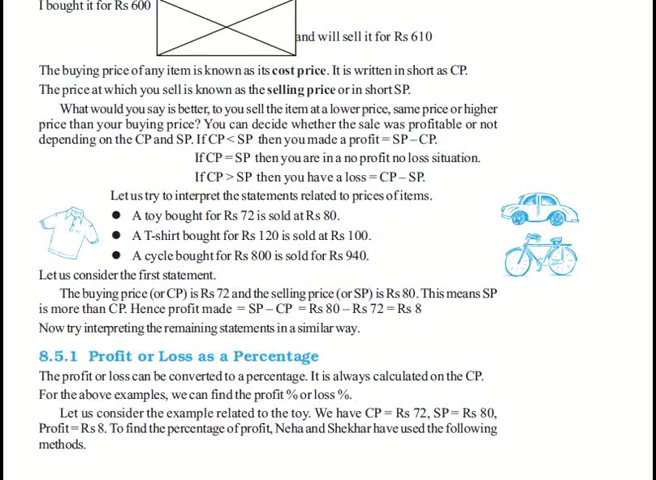 I bought it for Rs 600
and will sell it for Rs 610
The buying price of any item is known as its cost price. It is written in short as CP.
The price at which you sell is known as the selling price or in short SP.
What would you say is better, to you sell the item at a lower price, same price or higher
price than your buying price? You can decide whether the sale was profitable or not
depending on the CP and SP. If CP < SP then you made a profit = SP – CP.
If CP = SP then you are in a no profit no loss situation.
If CP > SP then you have a loss = CP – SP.
Let us try to interpret the statements related to prices of items.
● A toy bought for Rs 72 is sold at Rs 80.
● A T-shirt bought for Rs 120 is sold at Rs 100.
● A cycle bought for Rs 800 is sold for Rs 940.
Let us consider the first statement.
The buying price (or CP) is Rs 72 and the selling price (or SP) is Rs 80. This means SP
is more than CP. Hence profit made = SP – CP = Rs 80 – Rs 72 = Rs 8
Now try interpreting the remaining statements in a similar way.
8.5.1 Profit or Loss as a Percentage
The profit or loss can be converted to a percentage. It is always calculated on the CP.
For the above examples, we can find the profit % or loss %.
Let us consider the example related to the toy. We have CP = Rs 72, SP = Rs 80,
Profit = Rs 8. To find the percentage of profit, Neha and Shekhar have used the following
methods.